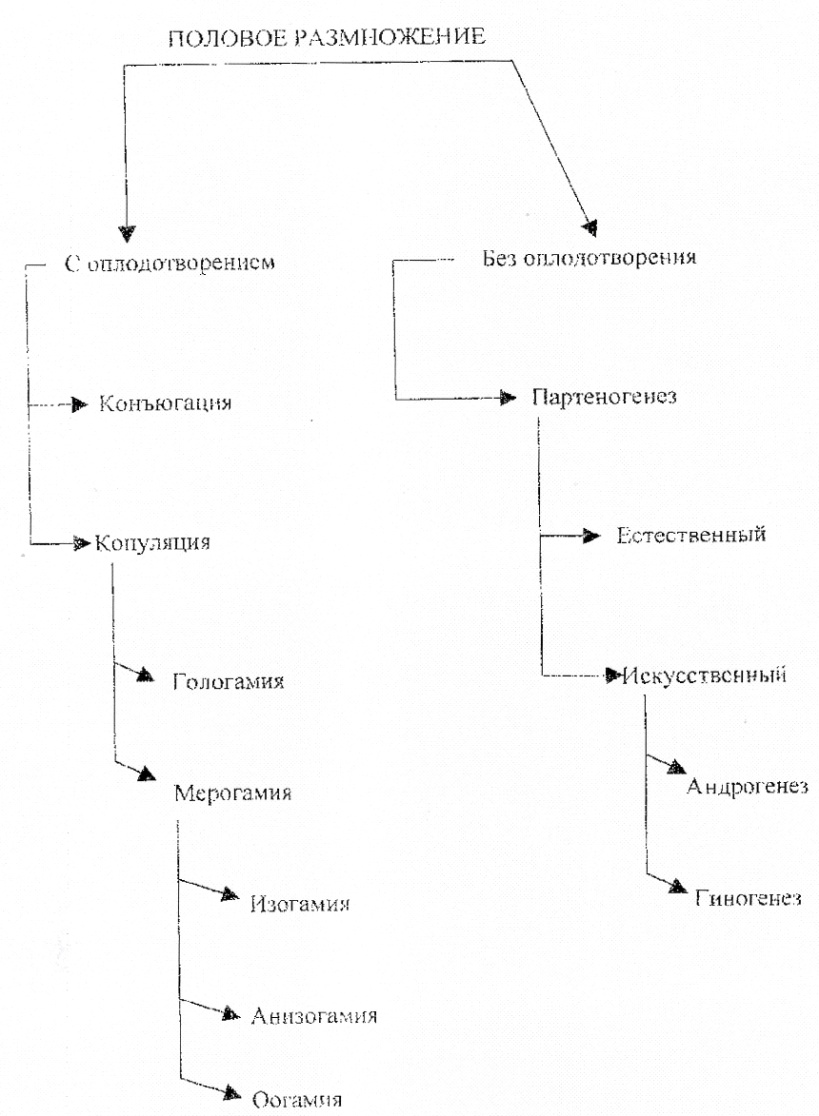 ПОЛОВОЕ РАЗМНОЖЕНИЕ
С оплодотворением
Без оплодотворения
Конъюгация
Партеногенез
Копуляция
Естественный
Гологамия
Искусственный
Мерогамия
Андрогенез
Изогамия
Гиногенез
Анизогамия
Оогамия